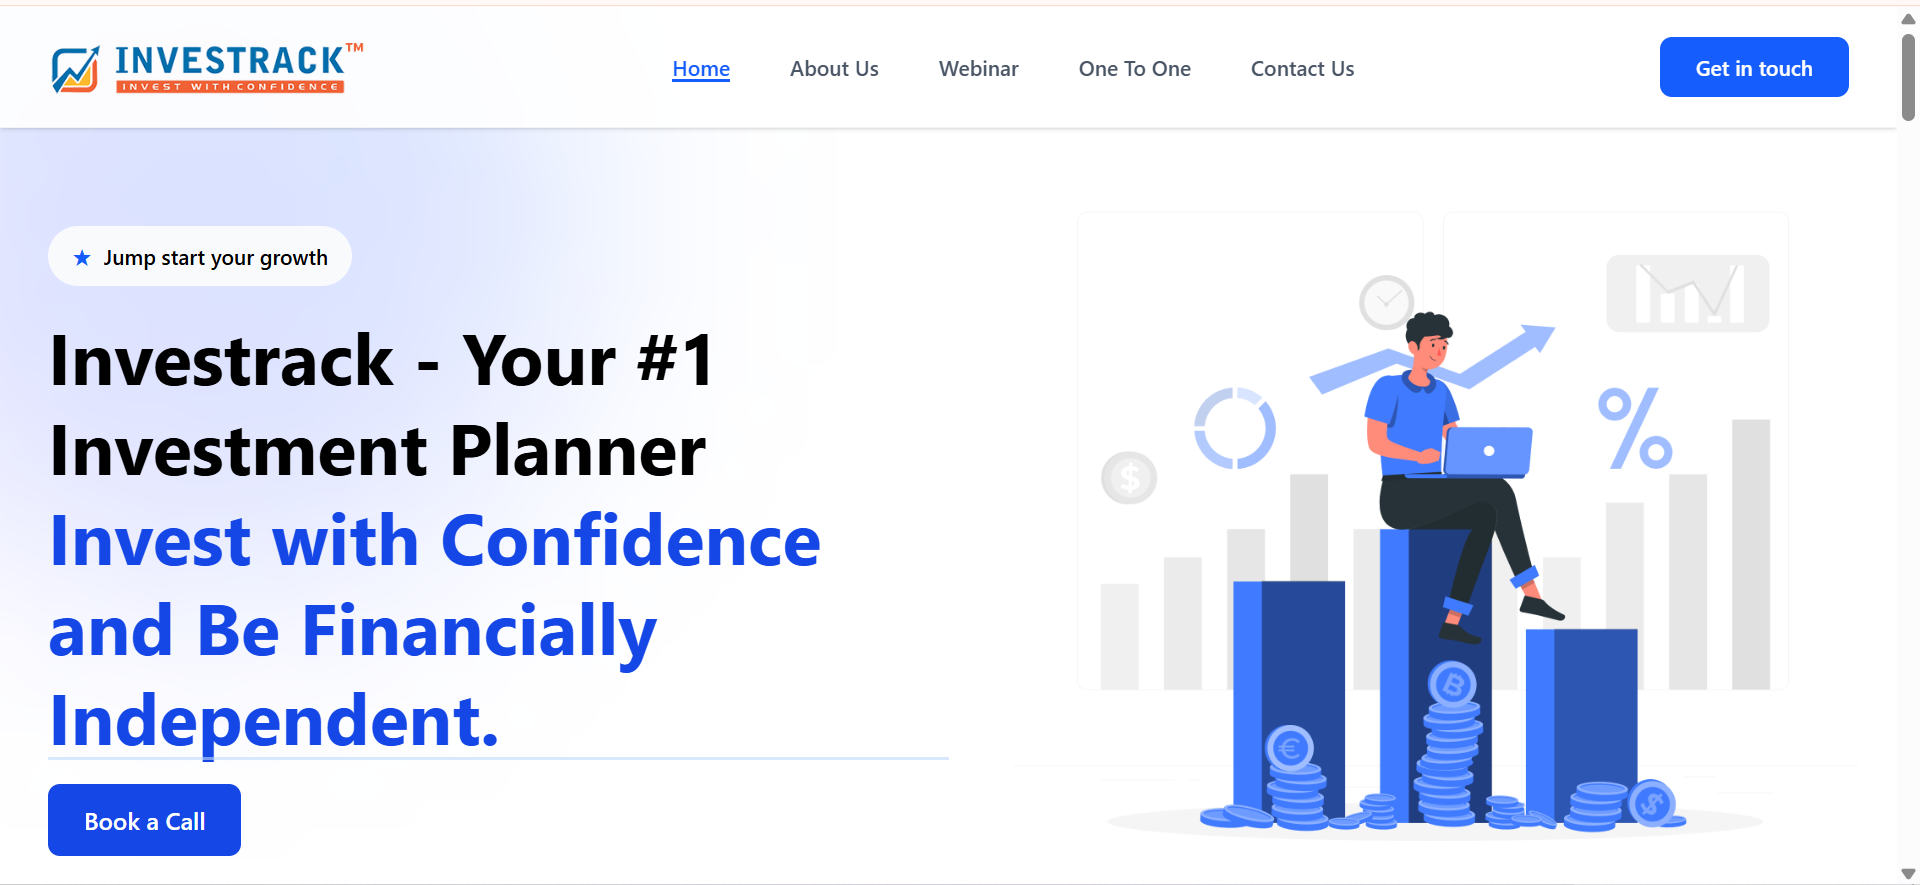 INVESTRACK™
INVEST WITH CONFIDENCE
Home
About Us
Webinar
One To One
Contact Us
Get in touch
★ Jump start your growth
Investrack - Your #1
Investment Planner
Invest with Confidence
and Be Financially
Independent.
Book a Call
$
%
€
₿
$